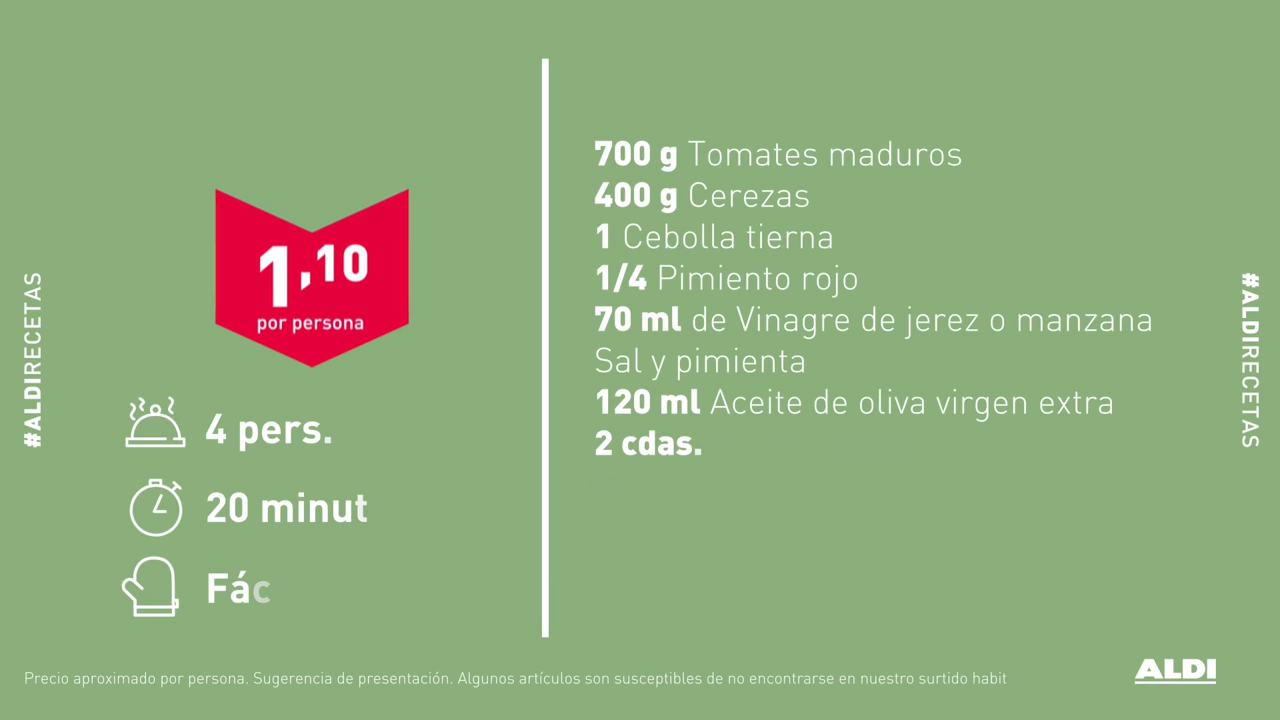 #ALDIRECETAS
1,10
por persona
4 pers.
20 minut
Fác
700 g Tomates maduros
400 g Cerezas
1 Cebolla tierna
1/4 Pimiento rojo
70 ml de Vinagre de jerez o manzana
Sal y pimienta
120 ml Aceite de oliva virgen extra
2 cdas.
#ALDIRECETAS
Precio aproximado por persona. Sugerencia de presentación. Algunos artículos son susceptibles de no encontrarse en nuestro surtido habit
ALDI